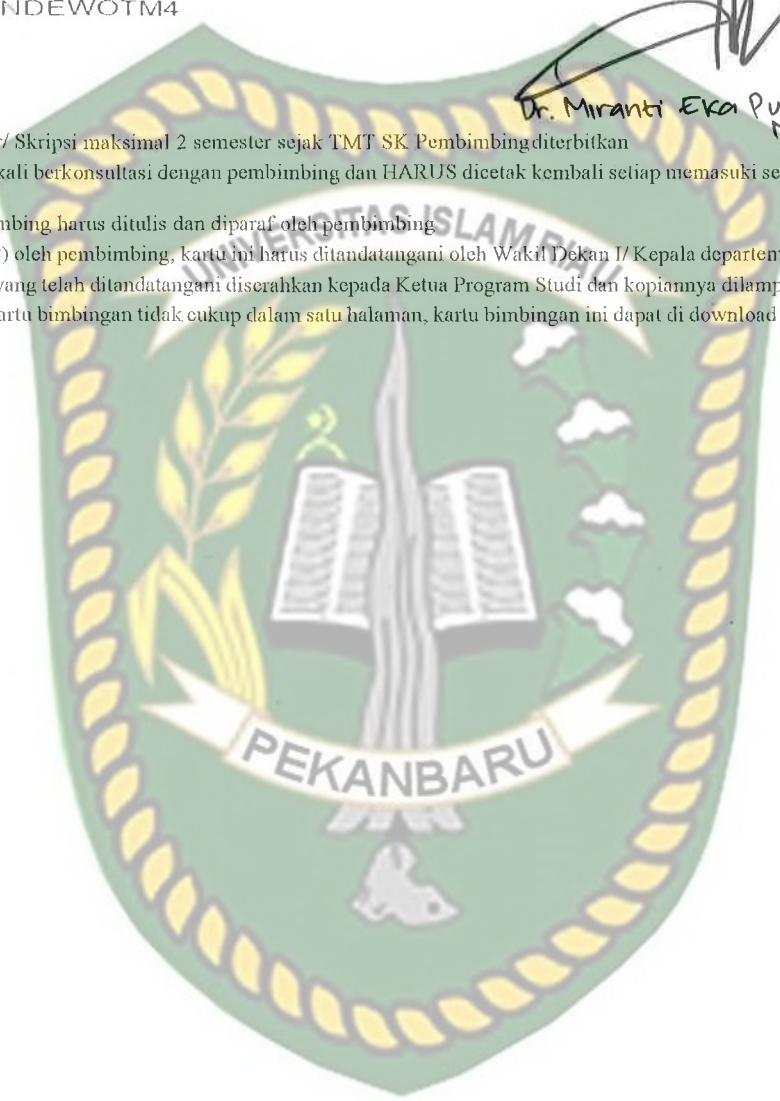 NDEWOTM4
Dr. Miranti Eka Pu
/ Skripsi maksimal 2 semester sejak TMT SK Pembimbing diterbitkan
kali berkonsultasi dengan pembimbing dan HARUS dicetak kembali setiap memasuki se
mbing harus ditulis dan diparaf oleh pembimbing
) oleh pembimbing, kartu ini harus ditandatangani oleh Wakil Dekan I/ Kepala departem
yang telah ditandatangani diserahkan kepada Ketua Program Studi dan kopiannya dilamp
artu bimbingan tidak cukup dalam satu halaman, kartu bimbingan ini dapat di download
UNIVERSITAS ISLAM RIAU
PEKANBARU